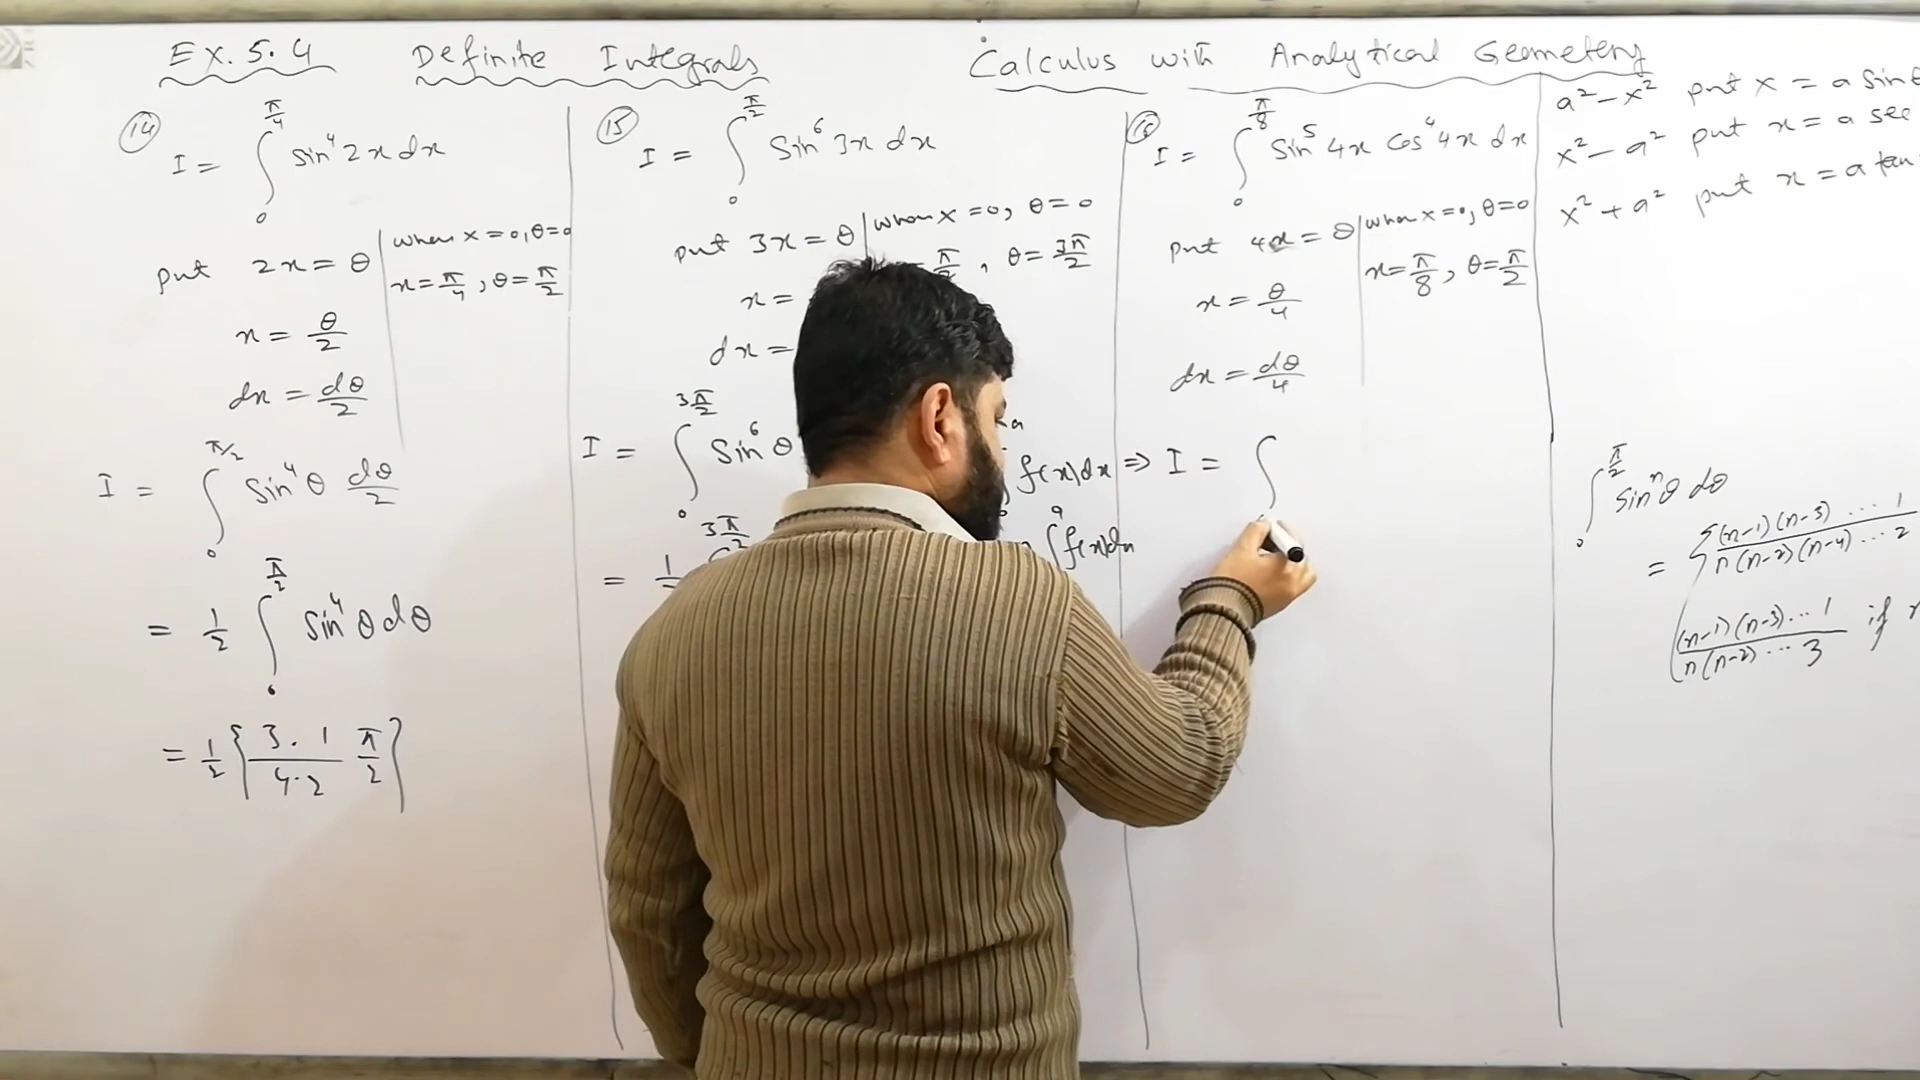 EX. 5.4 Definite Integrals Calculus with Analytical Geometery
14
I = ∫₀^{π/4} sin⁴ 2x dx
put 2x = θ | when x = 0, θ = 0
x = π/4, θ = π/2
x = θ/2
dx = dθ/2
I = ∫₀^{π/2} sin⁴ θ dθ/2
= 1/2 ∫₀^{π/2} sin⁴ θ dθ
= 1/2 { 3.1/4.2 π/2 }
15
I = ∫₀^{π/2} Sin⁶ 3x dx
put 3x = θ | when x = 0, θ = 0
π/2, θ = 3π/2
x =
dx =
I = ∫₀^{3π/2} Sin⁶ θ
= 1/
3π/2
f(x) dx
∫^a f(x) dx
16
I = ∫₀^{π/8} Sin⁵ 4x Cos⁴ 4x dx
put 4x = θ | when x = 0, θ = 0
x = π/8, θ = π/2
x = θ/4
dx = dθ/4
⇒ I = ∫
a² − x² put x = a sin θ
x² − a² put x = a sec
x² + a² put x = a tan
∫₀^{π/2} sinⁿ θ dθ
= { (n−1)(n−3) ... 1 / n(n−2)(n−4) ... 2
(n−1)(n−3) ... 1 / n(n−2) ... 3 if